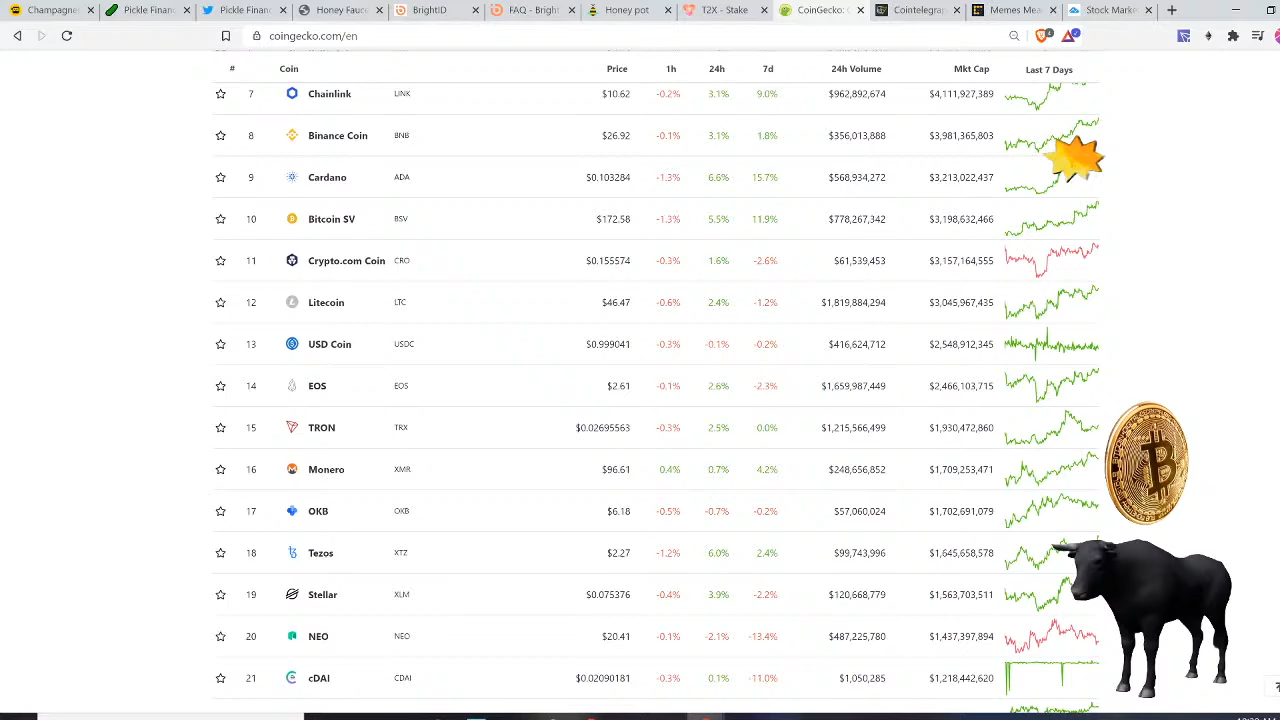 Champagne Pickle Financ Pickle Financ Honey Fauc BrightID FAQ - Bright Honey pot T2X - Stake CoinGecko: C Cointelegrap Memes Mea Stock Market
coingecko.com/en
# Coin Price 1h 24h 7d 24h Volume Mkt Cap Last 7 Days
7 Chainlink LINK $10.62 -0.2% 3.1% 9.0% $962,892,674 $4,111,927,389
8 Binance Coin BNB $26.92 -0.1% 3.1% 1.8% $356,013,888 $3,981,365,803
9 Cardano ADA $0.103284 -1.3% 6.6% 15.7% $568,934,272 $3,213,022,437
10 Bitcoin SV BSV $172.58 -1.3% 5.5% 11.9% $778,267,342 $3,198,632,466
11 Crypto.com Coin CRO $0.155574 -0.3% 1.6% -2.6% $61,539,453 $3,157,164,555
12 Litecoin LTC $46.47 -0.6% 2.4% -1.2% $1,819,884,294 $3,045,967,435
13 USD Coin USDC $0.999041 -0.3% -0.1% -0.2% $416,624,712 $2,548,912,345
14 EOS EOS $2.61 -0.1% 2.6% -2.3% $1,659,987,449 $2,466,103,715
15 TRON TRX $0.02695563 -0.3% 2.5% 0.0% $1,215,566,499 $1,930,472,860
16 Monero XMR $96.61 0.4% 0.7% 4.2% $248,656,852 $1,709,253,471
17 OKB OKB $6.18 -0.5% -0.7% -0.2% $57,060,024 $1,702,691,079
18 Tezos XTZ $2.27 -1.2% 6.0% 2.4% $99,743,996 $1,645,658,578
19 Stellar XLM $0.075376 -0.4% 3.9% -2.2% $120,668,779 $1,563,703,511
20 NEO NEO $20.41 -0.1% -2.1% -13.4% $487,225,780 $1,437,397,894
21 cDAI CDAI $0.02090181 -0.3% 0.1% -11.0% $1,050,285 $1,218,442,620